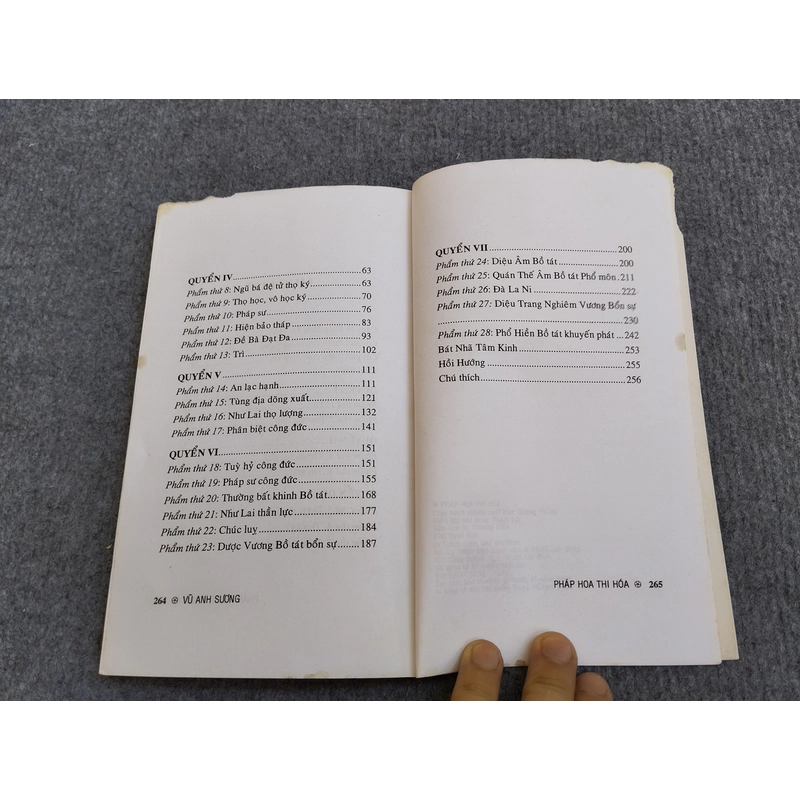 QUYỂN IV........................................63
Phẩm thứ 8: Ngũ bá đệ tử thọ ký..................63
Phẩm thứ 9: Thọ học, vô học ký...................70
Phẩm thứ 10: Pháp sư.............................76
Phẩm thứ 11: Hiện bảo tháp.......................83
Phẩm thứ 12: Đề Bà Đạt Đa........................93
Phẩm thứ 13: Trì................................102
QUYỂN V.........................................111
Phẩm thứ 14: An lạc hạnh........................111
Phẩm thứ 15: Tùng địa dõng xuất.................121
Phẩm thứ 16: Như Lai thọ lượng..................132
Phẩm thứ 17: Phân biệt công đức.................141
QUYỂN VI........................................151
Phẩm thứ 18: Tuỳ hỷ công đức....................151
Phẩm thứ 19: Pháp sư công đức...................155
Phẩm thứ 20: Thường bất khinh Bồ tát............168
Phẩm thứ 21: Như Lai thần lực...................177
Phẩm thứ 22: Chúc luỵ...........................184
Phẩm thứ 23: Dược Vương Bồ tát bổn sự...........187
264 ⊛ VŨ ANH SƯƠNG
QUYỂN VII.......................................200
Phẩm thứ 24: Diệu Âm Bồ tát.....................200
Phẩm thứ 25: Quán Thế Âm Bồ tát Phổ môn.........211
Phẩm thứ 26: Đà La Ni...........................222
Phẩm thứ 27: Diệu Trang Nghiêm Vương Bổn sự
................................................230
Phẩm thứ 28: Phổ Hiền Bồ tát khuyến phát........242
Bát Nhã Tâm Kinh................................253
Hồi Hướng.......................................255
Chú thích.......................................256
PHÁP HOA THI HÓA ⊛ 265